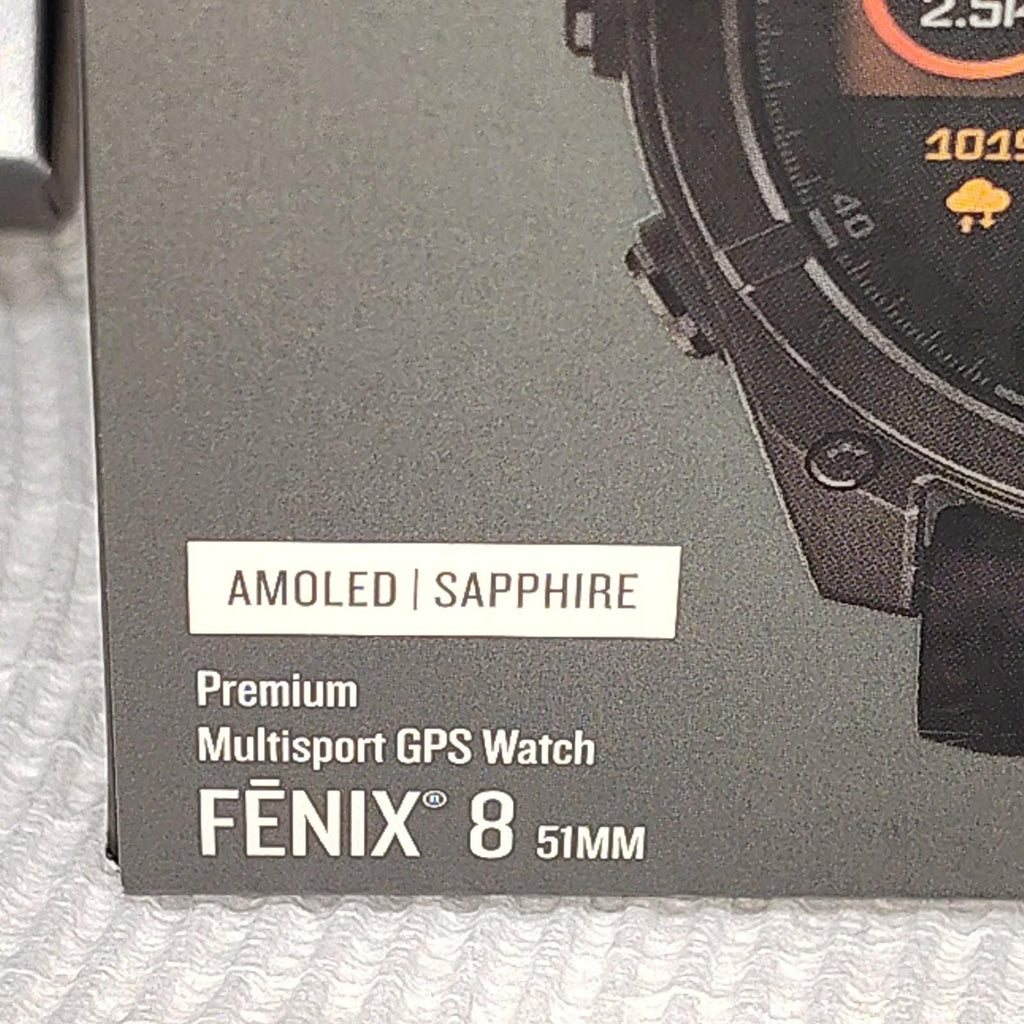 40
AMOLED | SAPPHIRE
Premium
Multisport GPS Watch
FĒNIX® 8 51MM